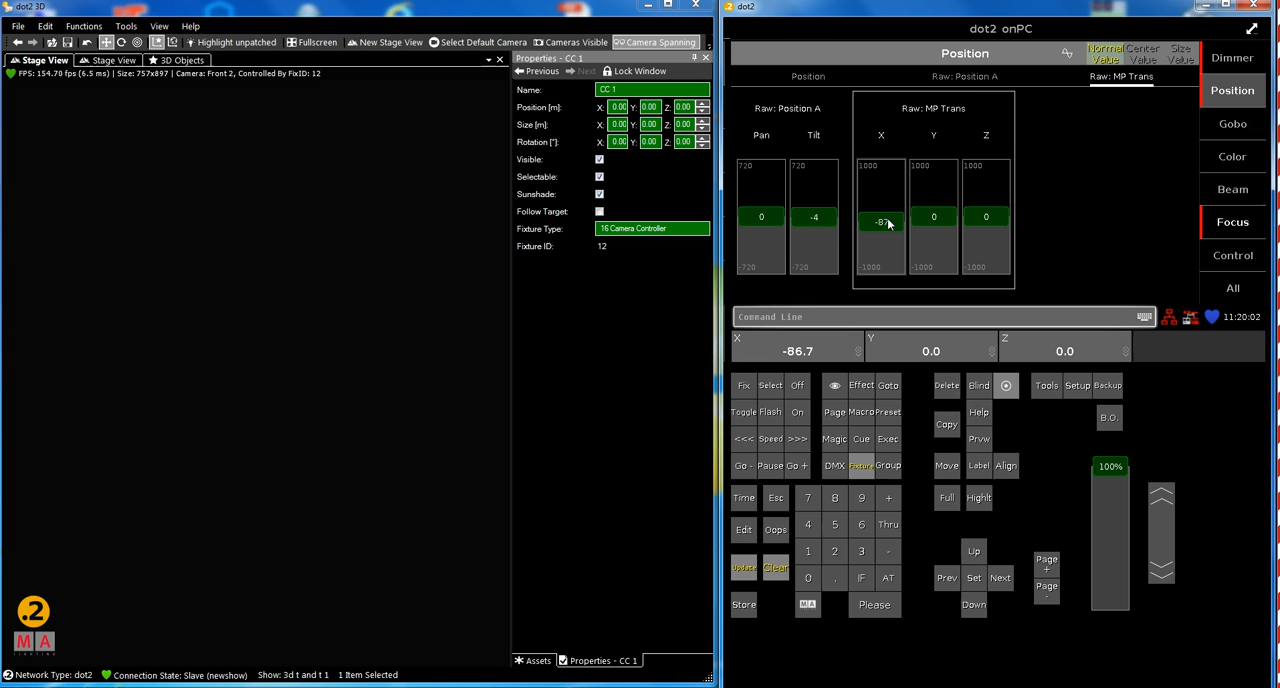 dot2 3D
File Edit Functions Tools View Help
Highlight unpatched Fullscreen New Stage View Select Default Camera Cameras Visible Camera Spanning
Stage View Stage View 3D Objects
FPS: 154.70 fps (6.5 ms) | Size: 757x897 | Camera: Front 2, Controlled By FixID: 12
Properties - CC 1
Previous Next Lock Window
Name: CC 1
Position [m] X: 0.00 Y: 0.00 Z: 0.00
Size [m]: X: 0.00 Y: 0.00 Z: 0.00
Rotation [°]: X: 0.00 Y: 0.00 Z: 0.00
Visible:
Selectable:
Sunshade:
Follow Target:
Fixture Type: 16 Camera Controller
Fixture ID: 12
.2
MA
Assets Properties - CC 1
Network Type: dot2 Connection State: Slave (newshow) Show: 3d t and t 1 1 Item Selected
dot2
dot2 onPC
Position Normal Value Center Value Size Value
Position Raw: Position A Raw: MP Trans
Raw: Position A Raw: MP Trans
Pan Tilt X Y Z
720 720 1000 1000 1000
0 -4 -87 0 0
-720 -720 -1000 -1000 -1000
Dimmer
Position
Gobo
Color
Beam
Focus
Control
All
Command Line 11:20:02
X Y Z
-86.7 0.0 0.0
Fix Select Off Effect Goto Delete Blind Tools Setup Backup
Toggle Flash On Page Macro Preset Copy Help B.O.
<<< Speed >>> Magic Cue Exec Prvw
Go - Pause Go + DMX Fixture Group Move Label Align 100%
Time Esc 7 8 9 + Full Highlt
Edit Oops 4 5 6 Thru
Update Clear 1 2 3 - Up Page +
0 . IF AT Prev Set Next Page -
Store MA Please Down